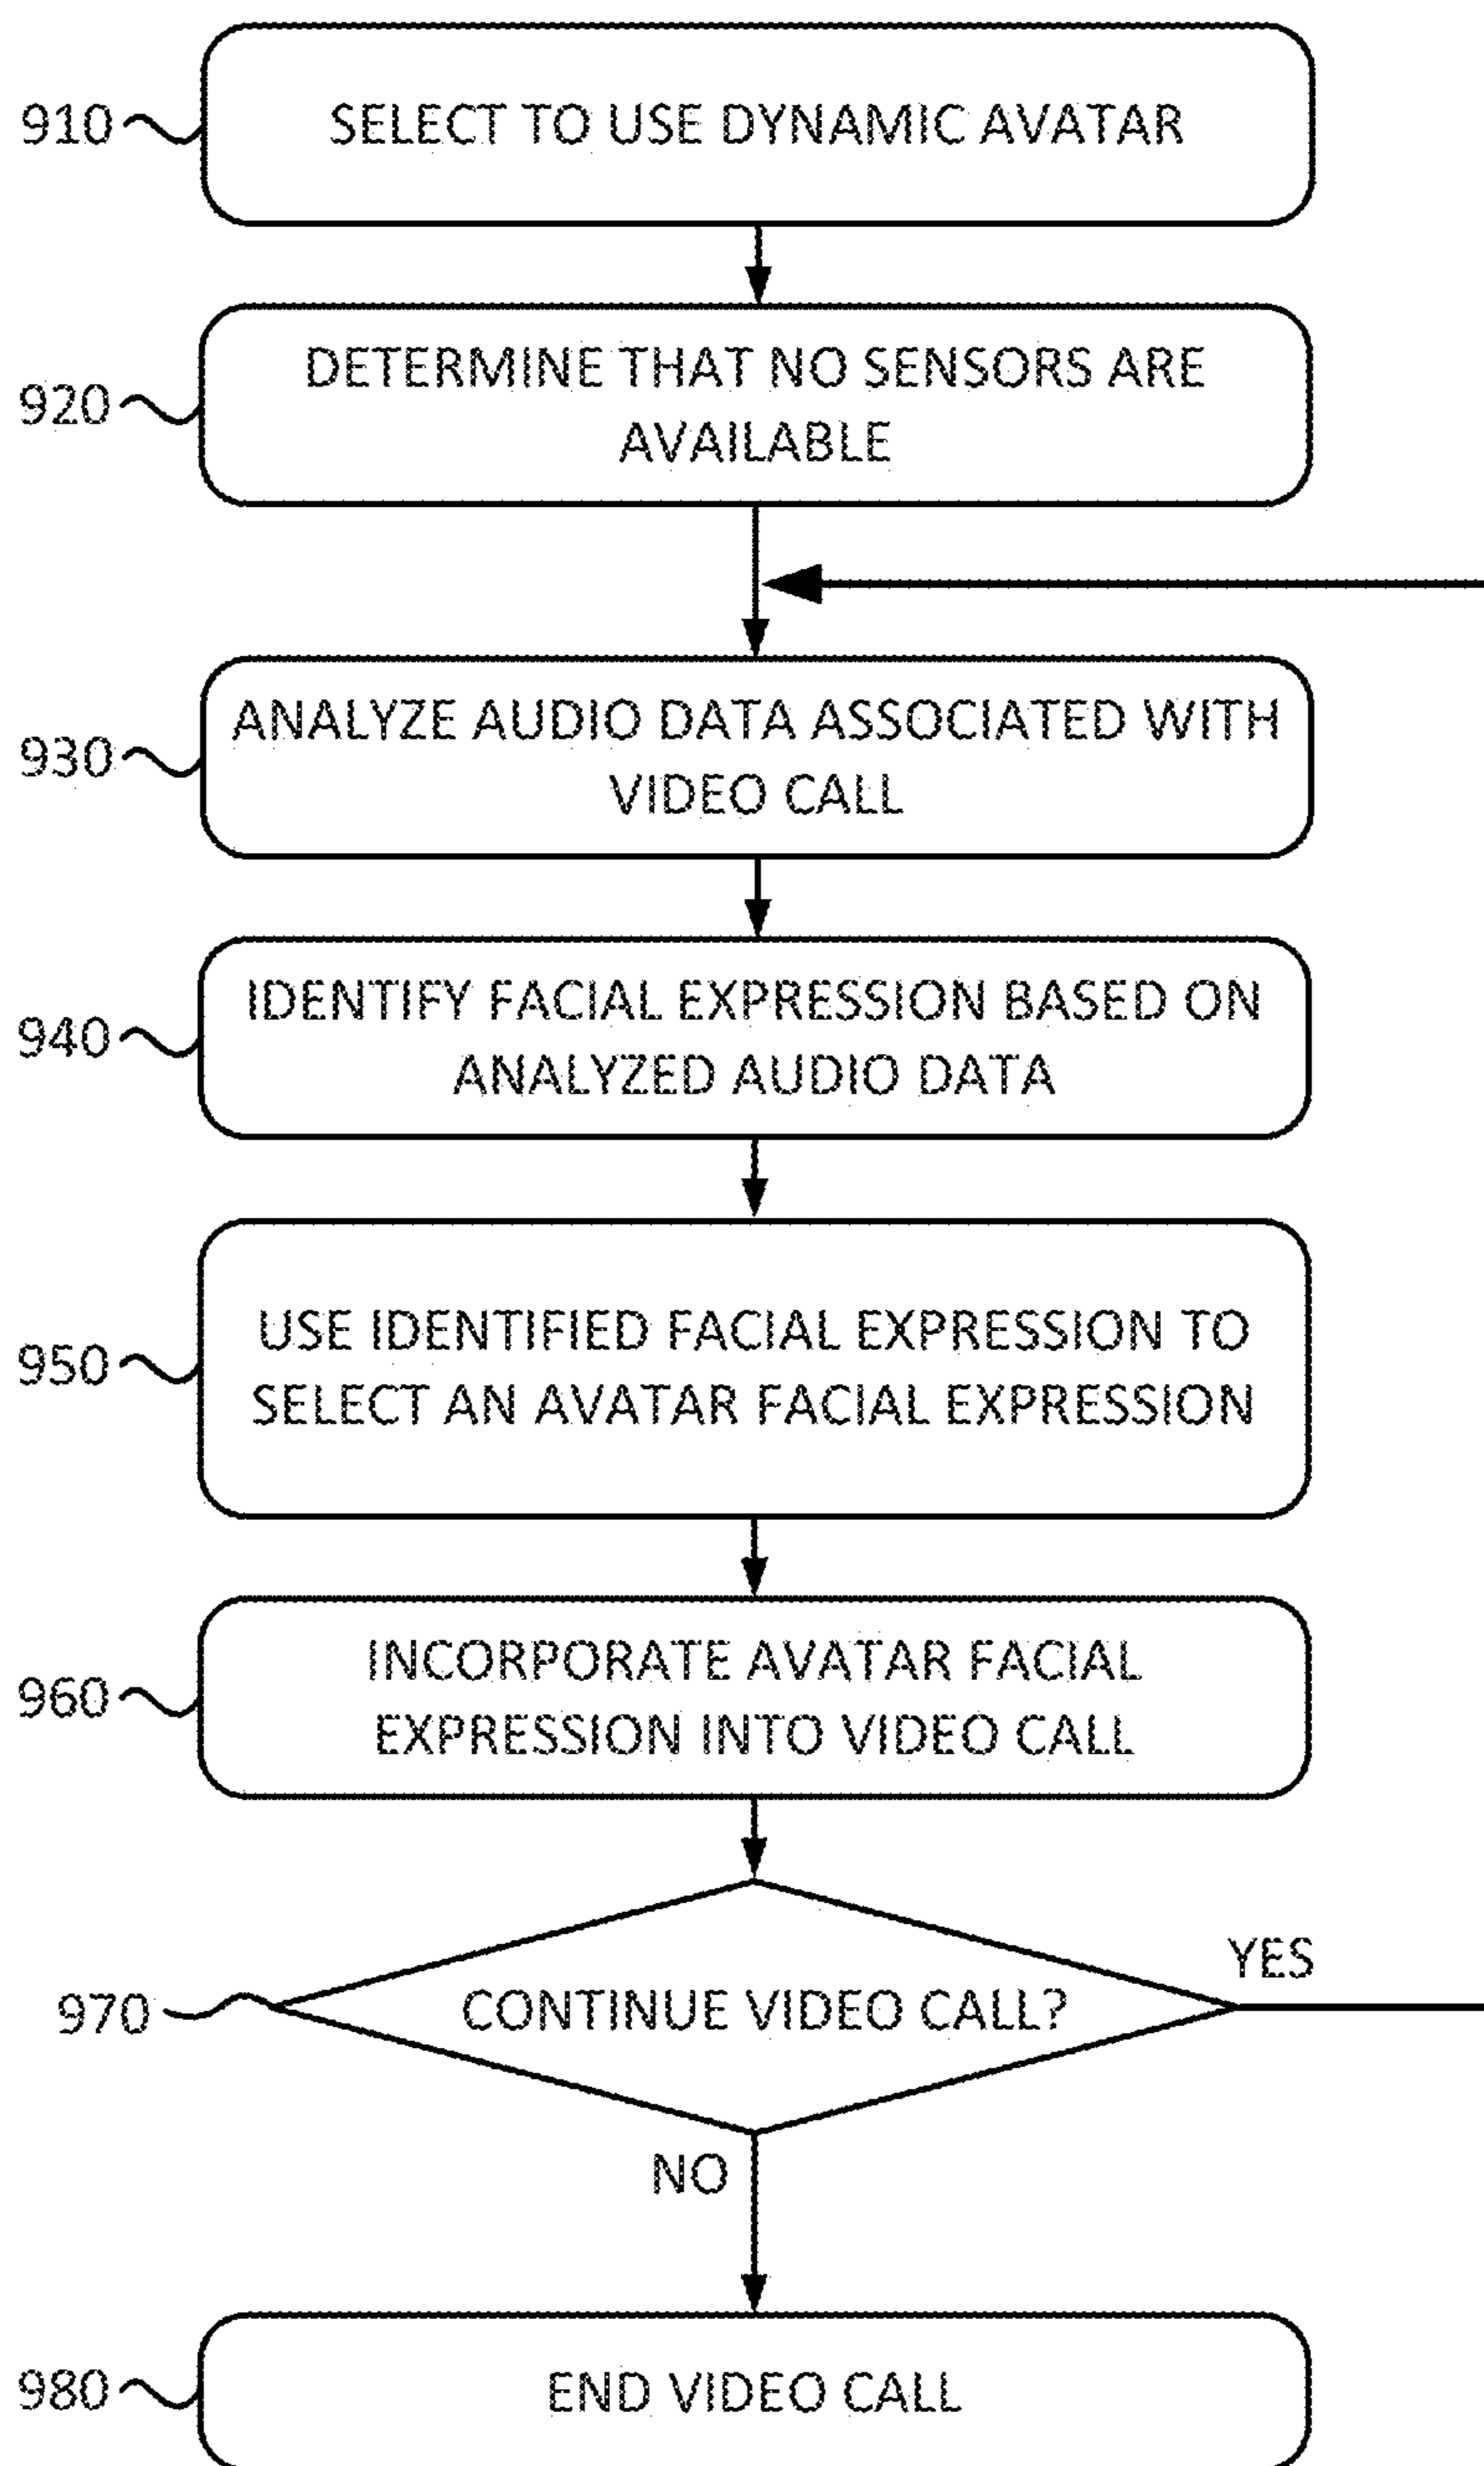 910
SELECT TO USE DYNAMIC AVATAR
920
DETERMINE THAT NO SENSORS ARE
AVAILABLE
930
ANALYZE AUDIO DATA ASSOCIATED WITH
VIDEO CALL
940
IDENTIFY FACIAL EXPRESSION BASED ON
ANALYZED AUDIO DATA
950
USE IDENTIFIED FACIAL EXPRESSION TO
SELECT AN AVATAR FACIAL EXPRESSION
960
INCORPORATE AVATAR FACIAL
EXPRESSION INTO VIDEO CALL
970
CONTINUE VIDEO CALL?
YES
NO
980
END VIDEO CALL